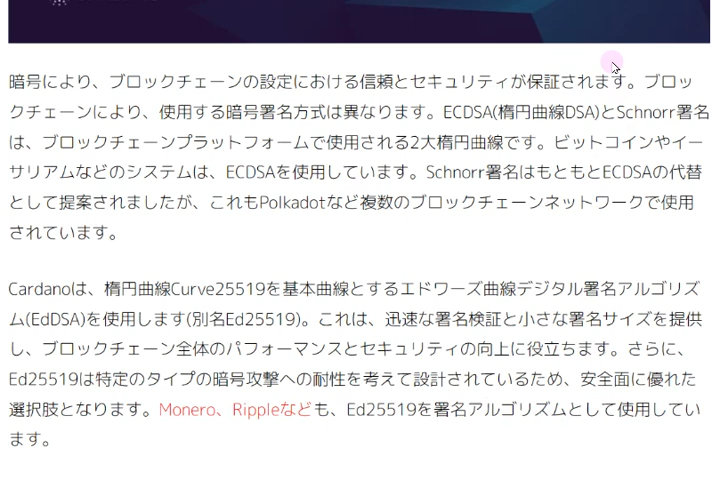 暗号により、ブロックチェーンの設定における信頼とセキュリティが保証されます。ブロッ
クチェーンにより、使用する暗号署名方式は異なります。ECDSA(楕円曲線DSA)とSchnorr署名
は、ブロックチェーンプラットフォームで使用される2大楕円曲線です。ビットコインやイー
サリアムなどのシステムは、ECDSAを使用しています。Schnorr署名はもともとECDSAの代替
として提案されましたが、これもPolkadotなど複数のブロックチェーンネットワークで使用
されています。
Cardanoは、楕円曲線Curve25519を基本曲線とするエドワーズ曲線デジタル署名アルゴリズ
ム(EdDSA)を使用します(別名Ed25519)。これは、迅速な署名検証と小さな署名サイズを提供
し、ブロックチェーン全体のパフォーマンスとセキュリティの向上に役立ちます。さらに、
Ed25519は特定のタイプの暗号攻撃への耐性を考えて設計されているため、安全面に優れた
選択肢となります。Monero、Rippleなども、Ed25519を署名アルゴリズムとして使用してい
ます。